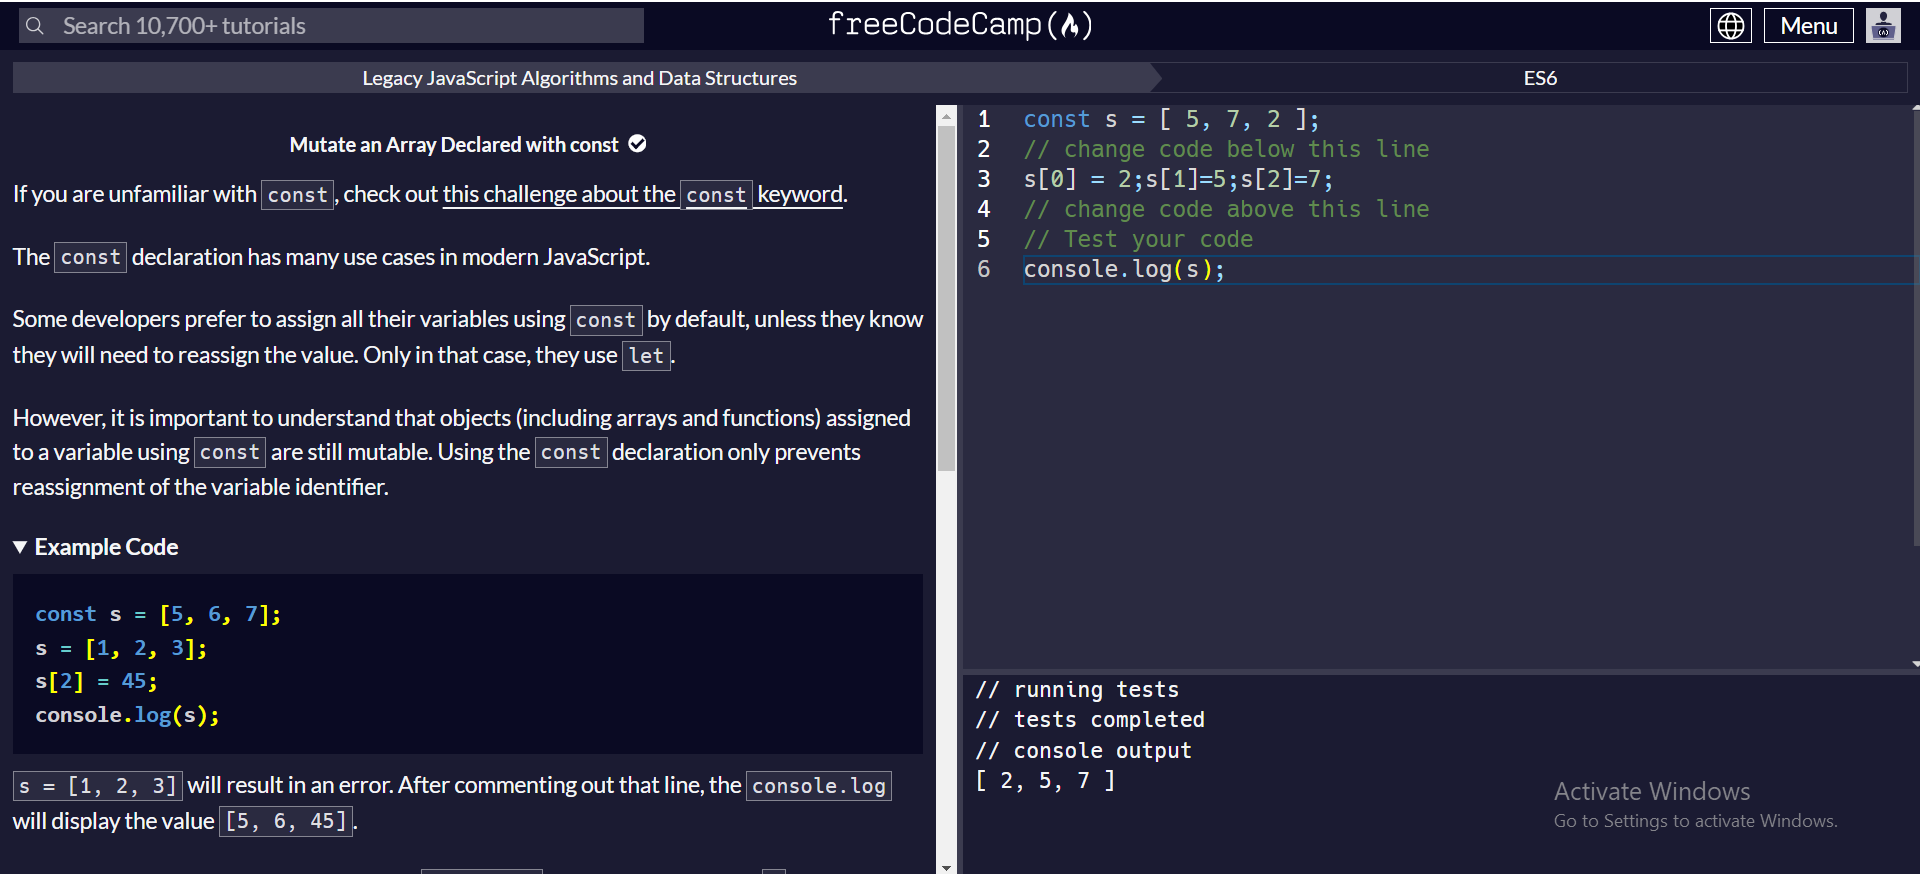 Search 10,700+ tutorials
freeCodeCamp(🔥)
Menu
Legacy JavaScript Algorithms and Data Structures
ES6
Mutate an Array Declared with const
If you are unfamiliar with const, check out this challenge about the const keyword.
The const declaration has many use cases in modern JavaScript.
Some developers prefer to assign all their variables using const by default, unless they know
they will need to reassign the value. Only in that case, they use let.
However, it is important to understand that objects (including arrays and functions) assigned
to a variable using const are still mutable. Using the const declaration only prevents
reassignment of the variable identifier.
▼ Example Code
const s = [5, 6, 7];
s = [1, 2, 3];
s[2] = 45;
console.log(s);
s = [1, 2, 3] will result in an error. After commenting out that line, the console.log
will display the value [5, 6, 45].
1 const s = [ 5, 7, 2 ];
2 // change code below this line
3 s[0] = 2;s[1]=5;s[2]=7;
4 // change code above this line
5 // Test your code
6 console.log(s);
// running tests
// tests completed
// console output
[ 2, 5, 7 ]
Activate Windows
Go to Settings to activate Windows.